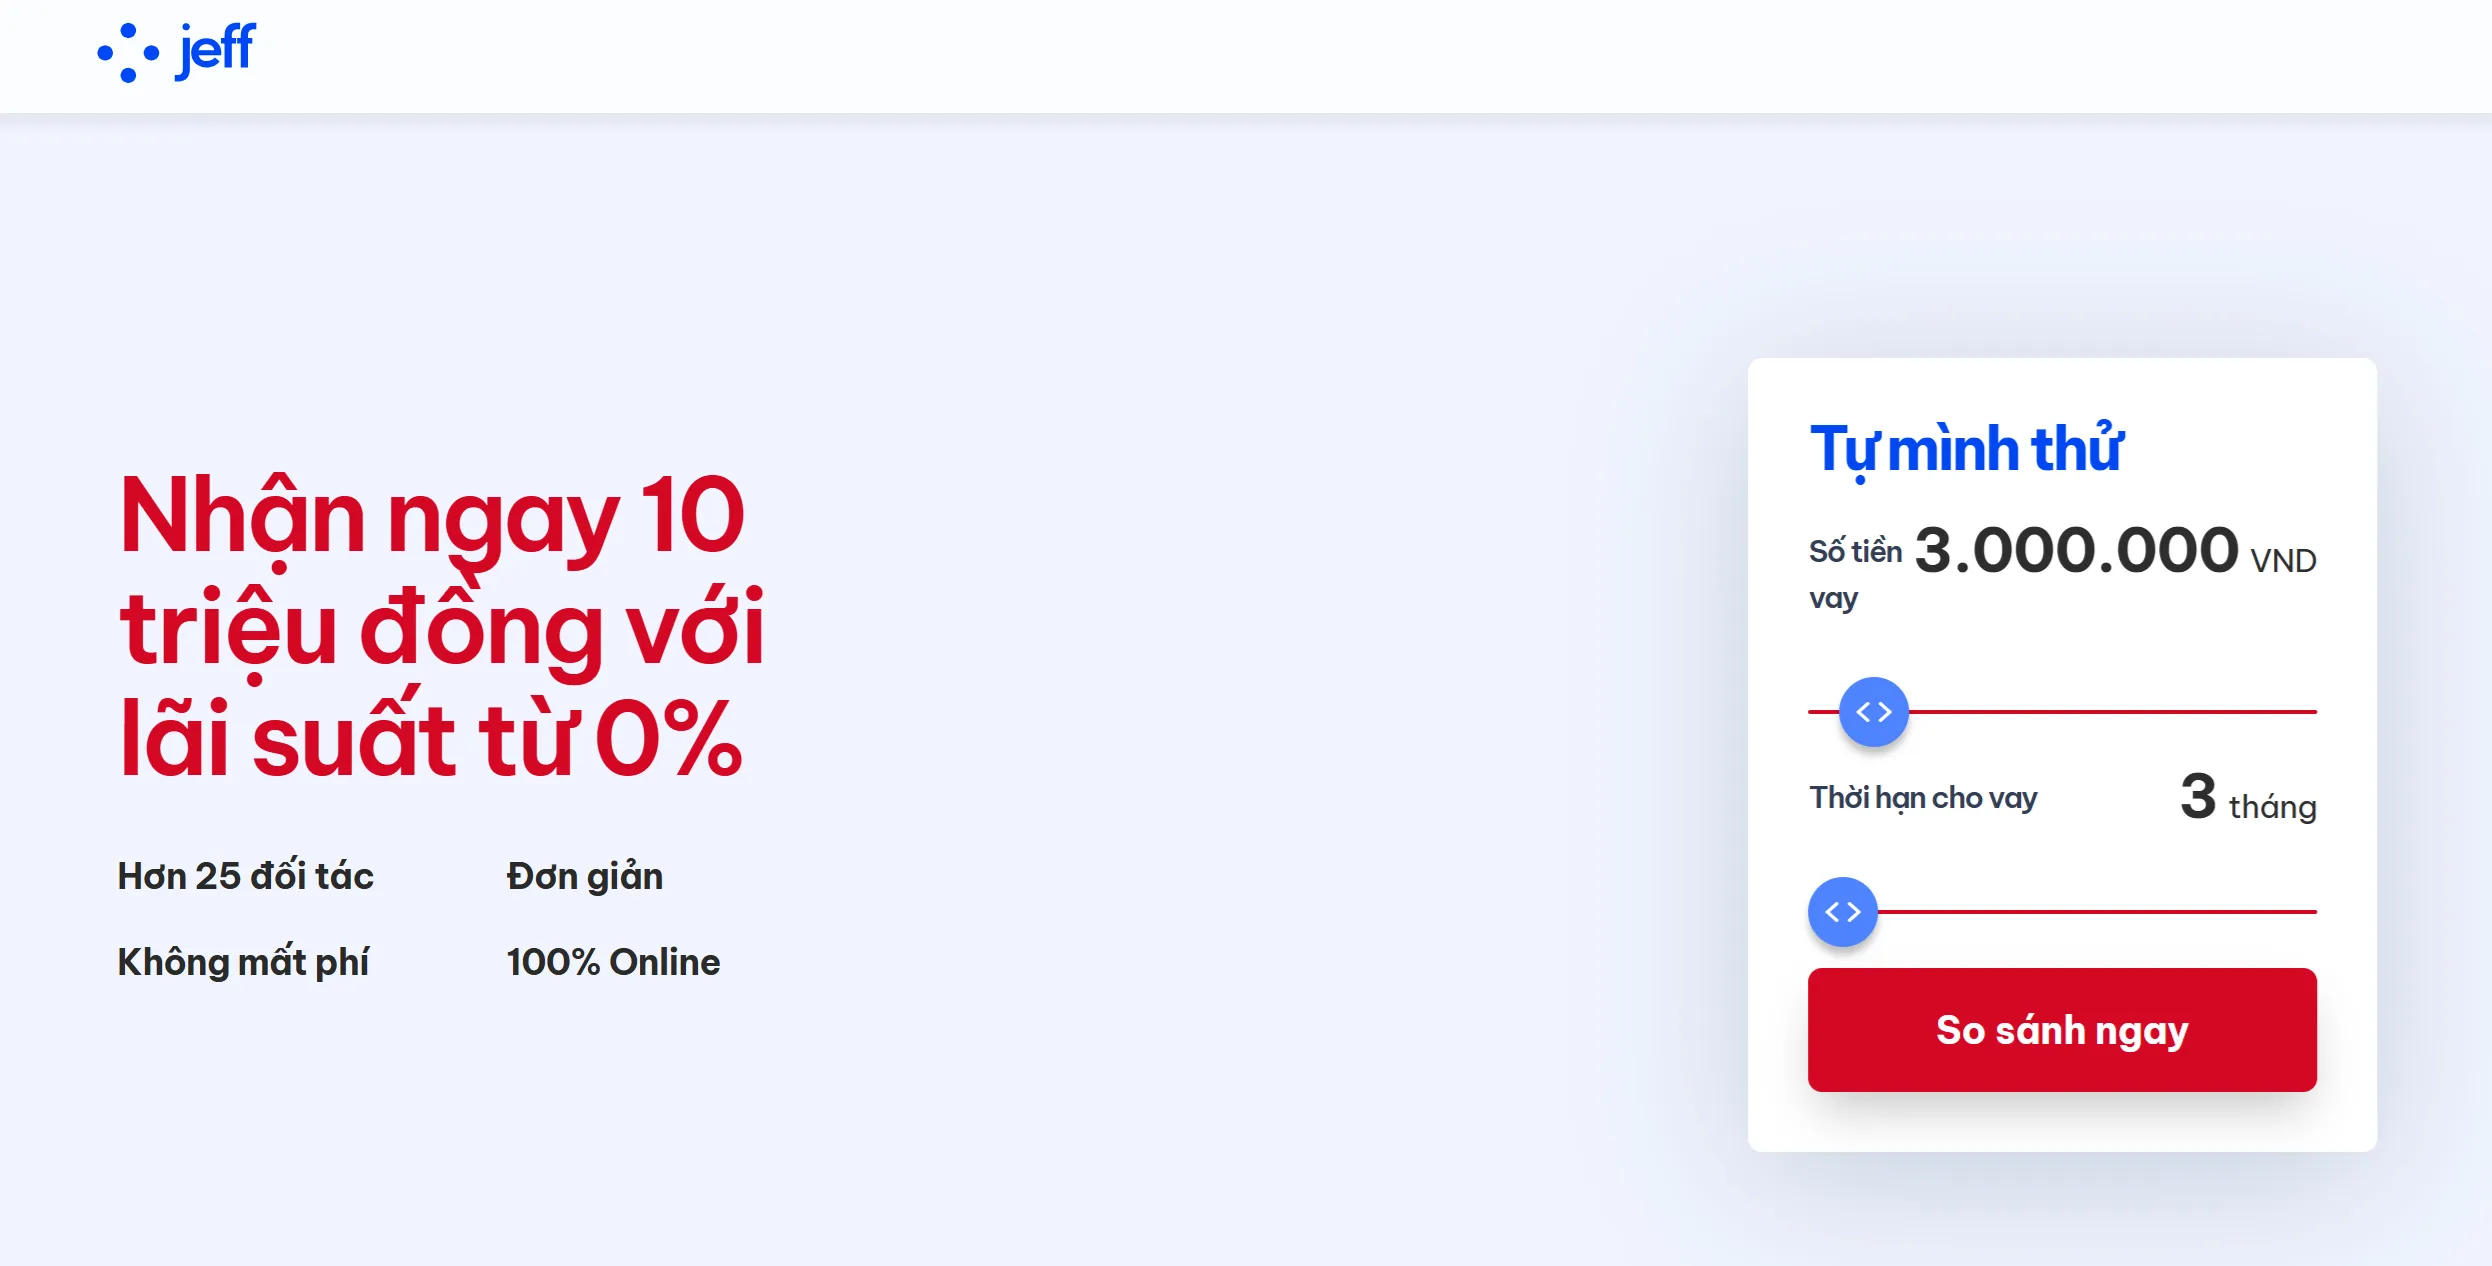 jeff
Nhận ngay 10
triệu đồng với
lãi suất từ 0%
Hơn 25 đối tác
Đơn giản
Không mất phí
100% Online
Tự mình thử
Số tiền 3.000.000 VND
vay
Thời hạn cho vay 3 tháng
So sánh ngay